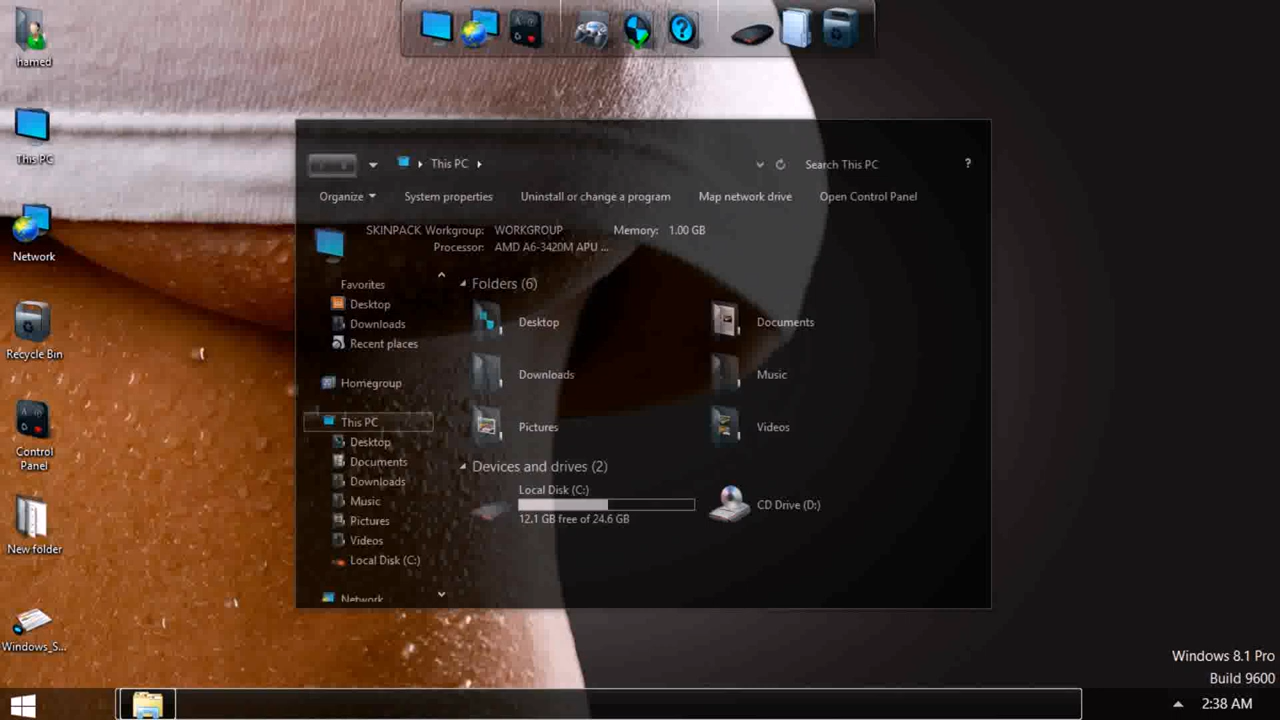 hamed
This PC
Network
Recycle Bin
Control
Panel
New folder
Windows_S...
This PC
Search This PC
?
Organize
System properties
Uninstall or change a program
Map network drive
Open Control Panel
SKINPACK Workgroup: WORKGROUP Memory: 1.00 GB
Processor: AMD A6-3420M APU ...
Favorites
Desktop
Downloads
Recent places
Homegroup
This PC
Desktop
Documents
Downloads
Music
Pictures
Videos
Local Disk (C:)
Network
Folders (6)
Desktop
Documents
Downloads
Music
Pictures
Videos
Devices and drives (2)
Local Disk (C:)
12.1 GB free of 24.6 GB
CD Drive (D:)
Windows 8.1 Pro
Build 9600
2:38 AM